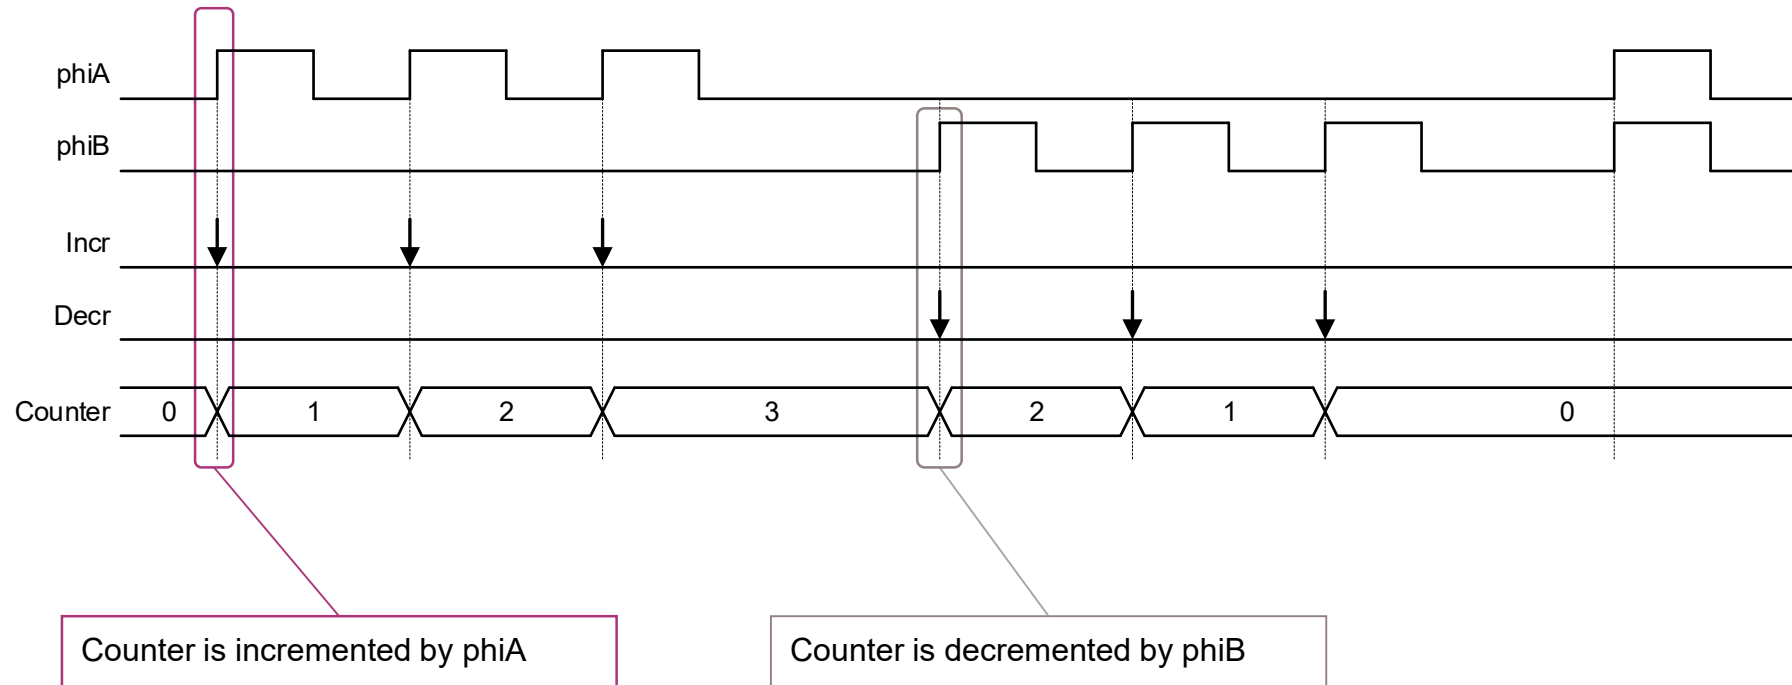 phiA
phiB
Incr
Decr
Counter 0 1 2 3 2 1 0
Counter is incremented by phiA
Counter is decremented by phiB